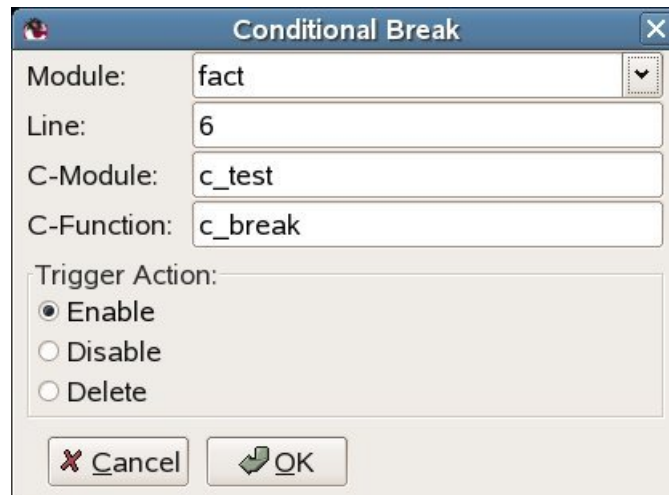 Conditional Break
Module: fact
Line: 6
C-Module: c_test
C-Function: c_break
Trigger Action:
Enable
Disable
Delete
Cancel OK